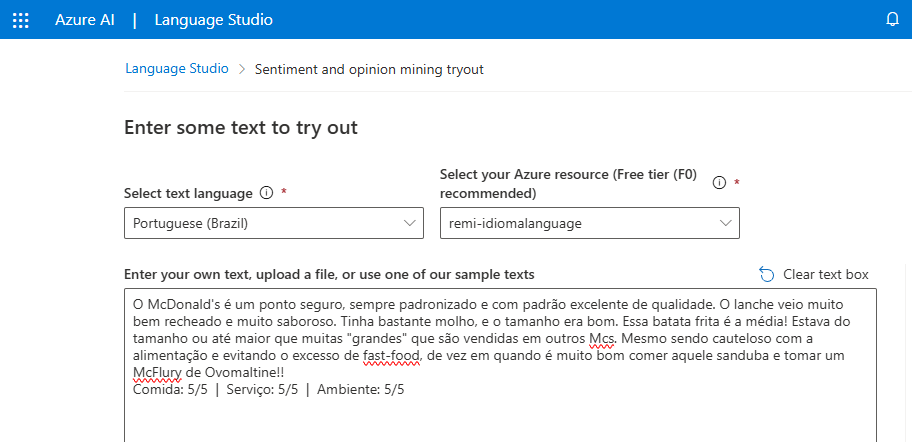 Azure AI | Language Studio
Language Studio > Sentiment and opinion mining tryout
Enter some text to try out
Select text language *
Select your Azure resource (Free tier (F0) recommended) *
Portuguese (Brazil)
remi-idiomalanguage
Enter your own text, upload a file, or use one of our sample texts
Clear text box
O McDonald's é um ponto seguro, sempre padronizado e com padrão excelente de qualidade. O lanche veio muito
bem recheado e muito saboroso. Tinha bastante molho, e o tamanho era bom. Essa batata frita é a média! Estava do
tamanho ou até maior que muitas "grandes" que são vendidas em outros Mcs. Mesmo sendo cauteloso com a
alimentação e evitando o excesso de fast-food, de vez em quando é muito bom comer aquele sanduba e tomar um
McFlury de Ovomaltine!!
Comida: 5/5 | Serviço: 5/5 | Ambiente: 5/5